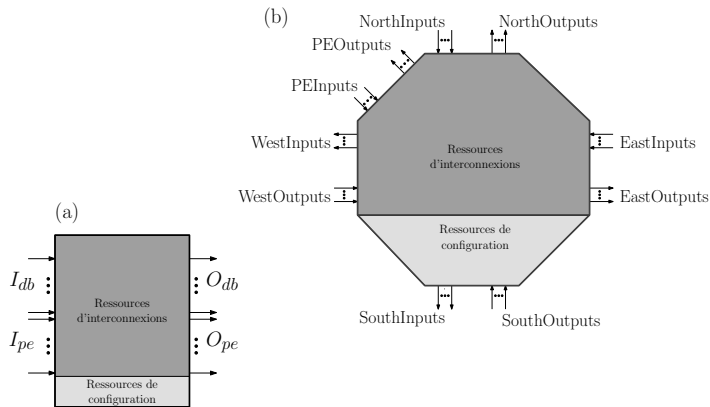 (b)
NorthInputs
NorthOutputs
PEOutputs
PEInputs
WestInputs
Ressources
d'interconnexions
EastInputs
WestOutputs
EastOutputs
Ressources de
configuration
SouthInputs
SouthOutputs
(a)
I_db
O_db
Ressources
d'interconnexions
I_pe
O_pe
Ressources de
configuration